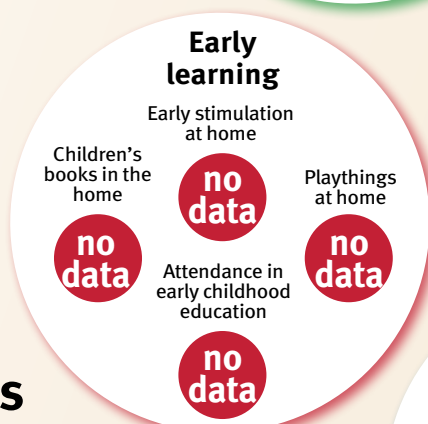 Early
learning
Early stimulation
at home
no
data
Children’s
books in the
home
no
data
Playthings
at home
no
data
Attendance in
early childhood
education
no
data
s